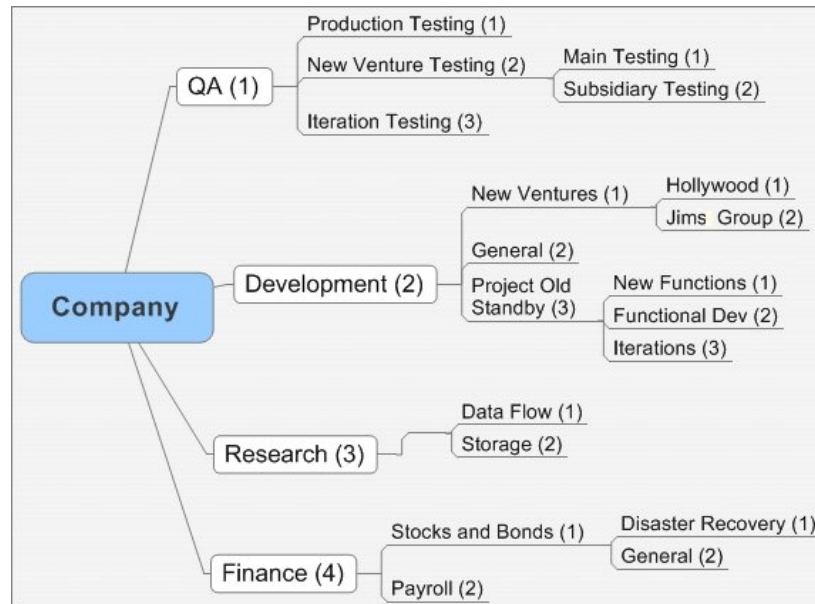 Production Testing (1)
New Venture Testing (2)
Main Testing (1)
Subsidiary Testing (2)
QA (1)
Iteration Testing (3)
New Ventures (1)
Hollywood (1)
Jims Group (2)
General (2)
Development (2)
Project Old
Standby (3)
New Functions (1)
Functional Dev (2)
Iterations (3)
Company
Data Flow (1)
Storage (2)
Research (3)
Stocks and Bonds (1)
Disaster Recovery (1)
General (2)
Finance (4)
Payroll (2)